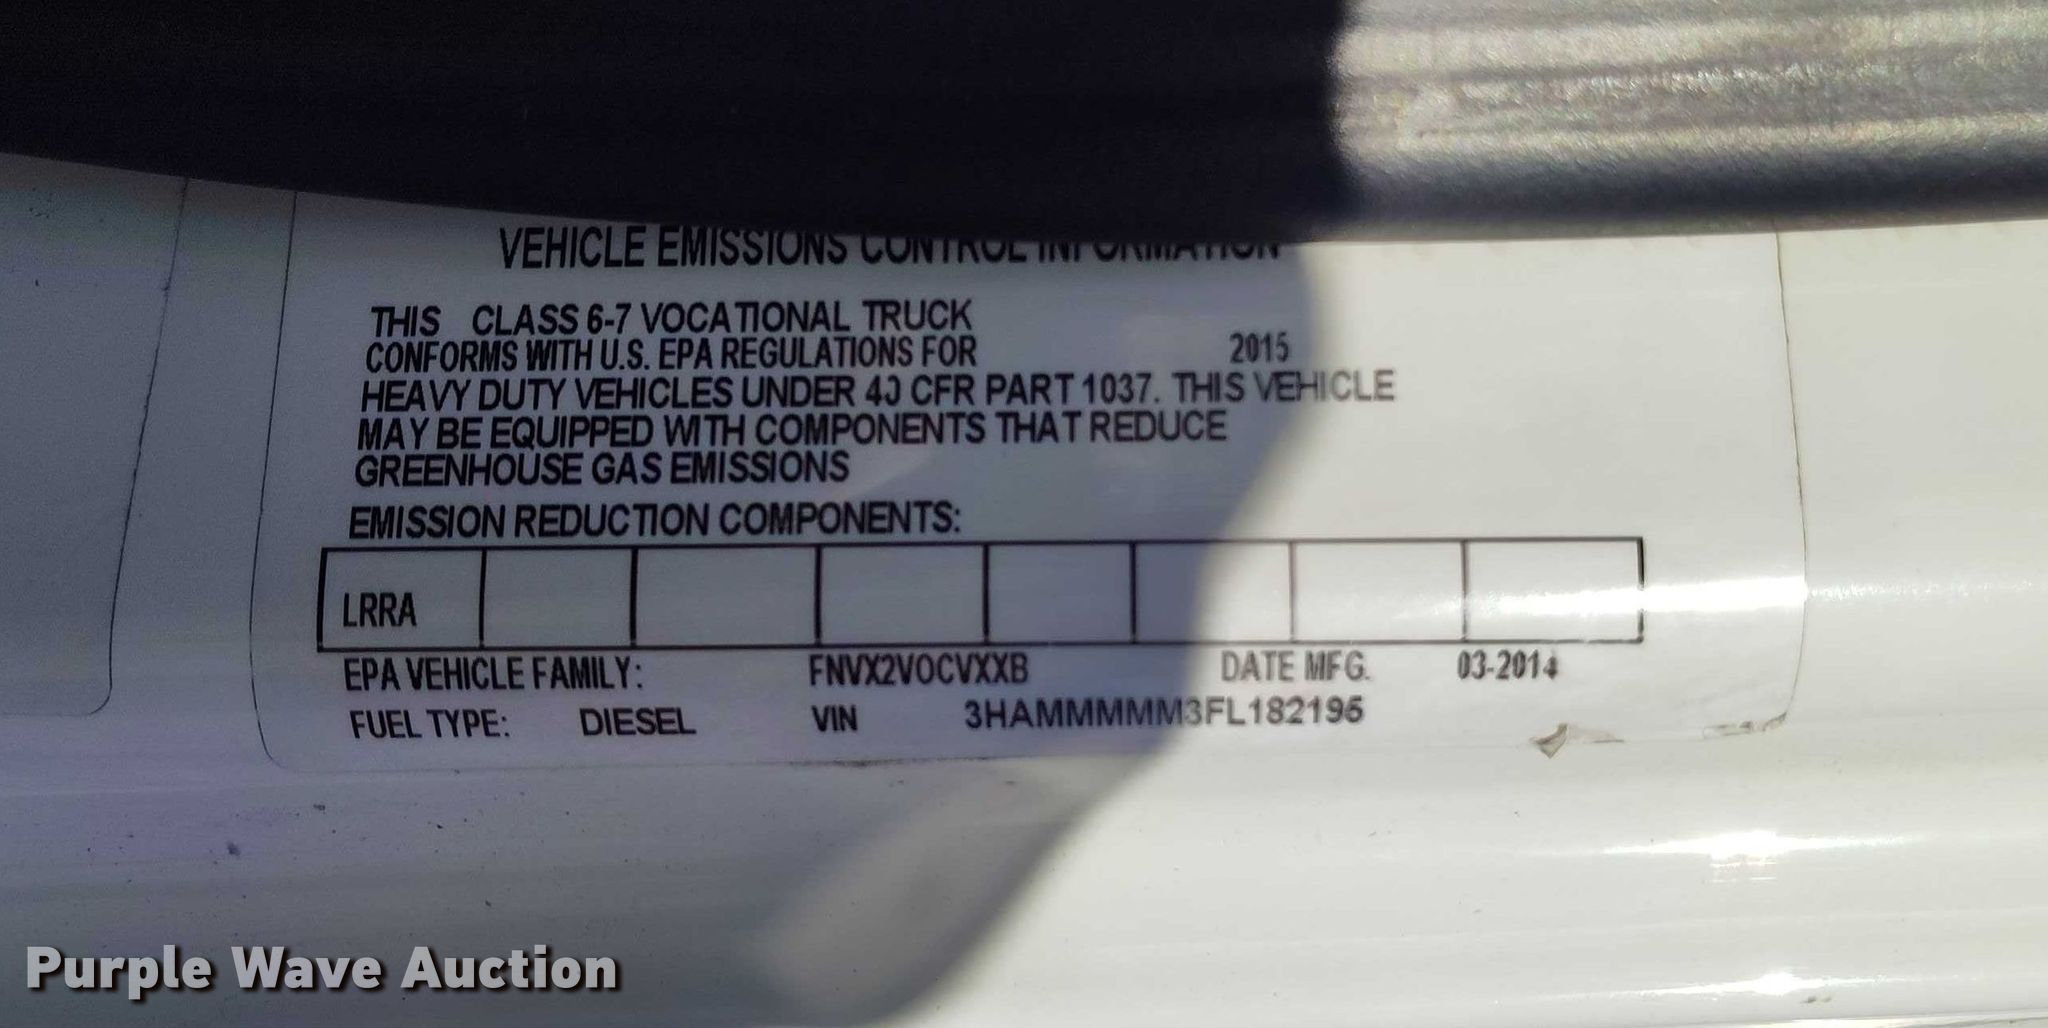 VEHICLE EMISSIONS CONTROL INFORMATION
THIS CLASS 6-7 VOCATIONAL TRUCK
CONFORMS WITH U.S. EPA REGULATIONS FOR 2015
HEAVY DUTY VEHICLES UNDER 40 CFR PART 1037. THIS VEHICLE
MAY BE EQUIPPED WITH COMPONENTS THAT REDUCE
GREENHOUSE GAS EMISSIONS
EMISSION REDUCTION COMPONENTS:
LRRA
EPA VEHICLE FAMILY: FNVX2VOCVXXB DATE MFG. 03-2014
FUEL TYPE: DIESEL VIN 3HAMMMMM3FL182195
Purple Wave Auction